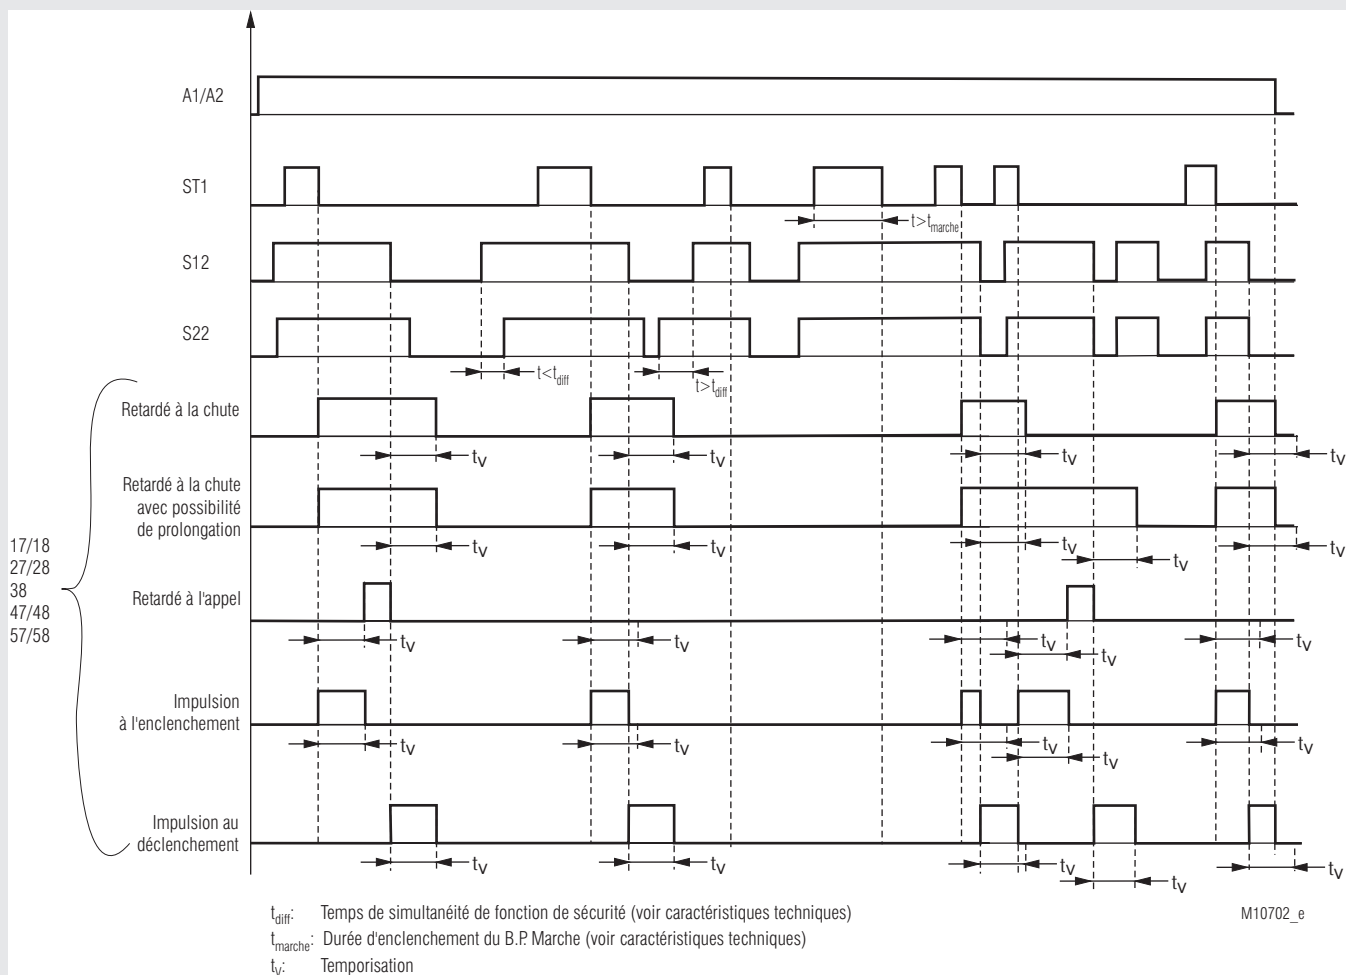 A1/A2
ST1
t>tmarche
S12
S22
t<tdiff
t>tdiff
Retardé à la chute
tv tv tv tv
Retardé à la chute
avec possibilité
de prolongation
tv tv tv tv
tv
17/18
27/28
38
47/48
57/58
Retardé à l'appel
tv tv tv tv
tv
Impulsion
à l'enclenchement
tv tv tv tv
tv
Impulsion au
déclenchement
tv tv tv tv
tv
tdiff: Temps de simultanéité de fonction de sécurité (voir caractéristiques techniques)
M10702_e
tmarche: Durée d'enclenchement du B.P. Marche (voir caractéristiques techniques)
tv: Temporisation